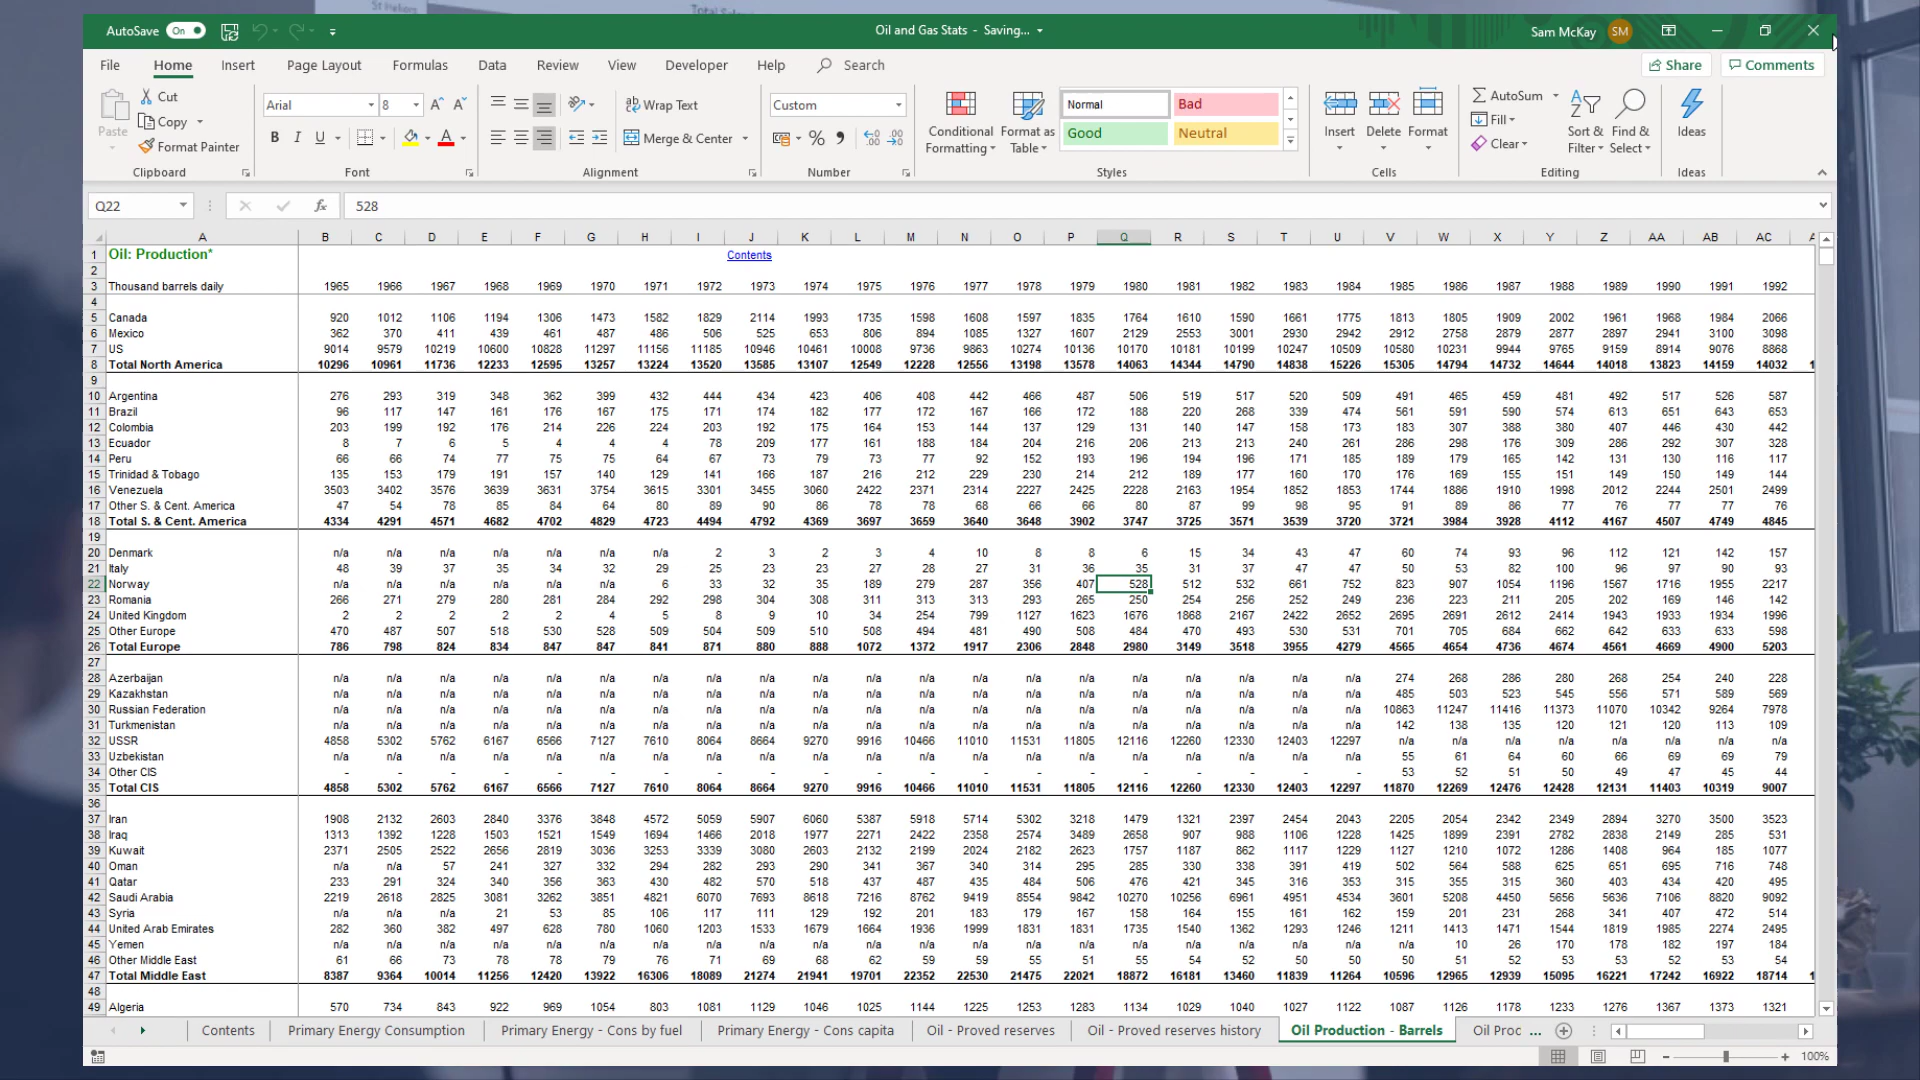 AutoSave On Oil and Gas Stats - Saving... Sam McKay SM
File Home Insert Page Layout Formulas Data Review View Developer Help Search Share Comments
Paste Cut Copy Format Painter Clipboard
Arial 8 Font
Wrap Text Merge & Center Alignment
Custom Number
Conditional Formatting Format as Table Normal Bad Good Neutral Styles
Insert Delete Format Cells
AutoSum Fill Clear Sort & Filter Find & Select Editing
Ideas Ideas
Q22 fx 528
A B C D E F G H I J K L M N O P Q R S T U V W X Y Z AA AB AC
1 Oil: Production* Contents
2
3 Thousand barrels daily 1965 1966 1967 1968 1969 1970 1971 1972 1973 1974 1975 1976 1977 1978 1979 1980 1981 1982 1983 1984 1985 1986 1987 1988 1989 1990 1991 1992
4
5 Canada 920 1012 1106 1194 1306 1473 1582 1829 2114 1993 1735 1598 1608 1597 1835 1764 1610 1590 1661 1775 1813 1805 1909 2002 1961 1968 1984 2066
6 Mexico 362 370 411 439 461 487 486 506 525 653 806 894 1085 1327 1607 2129 2553 3001 2930 2942 2912 2758 2879 2877 2897 2941 3100 3098
7 US 9014 9579 10219 10600 10828 11297 11156 11185 10946 10461 10008 9736 9863 10274 10136 10170 10181 10199 10247 10509 10580 10231 9944 9765 9159 8914 9076 8868
8 Total North America 10296 10961 11736 12233 12595 13257 13224 13520 13585 13107 12549 12228 12556 13198 13578 14063 14344 14790 14838 15226 15305 14794 14732 14644 14018 13823 14159 14032
9
10 Argentina 276 293 319 348 362 399 432 444 434 423 406 408 442 466 487 506 519 517 520 509 491 465 459 481 492 517 526 587
11 Brazil 96 117 147 161 176 167 175 171 174 182 177 172 167 166 172 188 220 268 339 474 561 591 590 574 613 651 643 653
12 Colombia 203 199 192 176 214 226 224 203 192 175 164 153 144 137 129 131 140 147 158 173 183 307 388 380 407 446 430 442
13 Ecuador 8 7 6 5 4 4 4 78 209 177 161 188 184 204 216 206 213 213 240 261 286 298 176 309 286 292 307 328
14 Peru 66 66 74 77 75 75 64 67 73 79 73 77 92 152 193 196 194 196 171 185 189 179 165 142 131 130 116 117
15 Trinidad & Tobago 135 153 179 191 157 140 129 141 166 187 216 212 229 230 214 212 189 177 160 170 176 169 155 151 149 150 149 144
16 Venezuela 3503 3402 3576 3639 3631 3754 3615 3301 3455 3060 2422 2371 2314 2227 2425 2228 2163 1954 1852 1853 1744 1886 1910 1998 2012 2244 2501 2499
17 Other S. & Cent. America 47 54 78 85 84 64 80 89 90 86 78 78 68 66 66 80 87 99 98 95 91 89 86 77 76 77 77 76
18 Total S. & Cent. America 4334 4291 4571 4682 4702 4829 4723 4494 4792 4369 3697 3659 3640 3648 3902 3747 3725 3571 3539 3720 3721 3984 3928 4112 4167 4507 4749 4845
19
20 Denmark n/a n/a n/a n/a n/a n/a n/a 2 3 2 3 4 10 8 8 6 15 34 43 47 60 74 93 96 112 121 142 157
21 Italy 48 39 37 35 34 32 29 25 23 23 27 28 27 31 36 35 31 37 47 47 50 53 82 100 96 97 90 93
22 Norway n/a n/a n/a n/a n/a n/a 6 33 32 35 189 279 287 356 407 528 512 532 661 752 823 907 1054 1196 1567 1716 1955 2217
23 Romania 266 271 279 280 281 284 292 298 304 308 311 313 313 293 265 250 254 256 252 249 236 223 211 205 202 169 146 142
24 United Kingdom 2 2 2 2 2 4 5 8 9 10 34 254 799 1127 1623 1676 1868 2167 2422 2652 2695 2691 2612 2414 1943 1933 1934 1996
25 Other Europe 470 487 507 518 530 528 509 504 509 510 508 494 481 490 508 484 470 493 530 531 701 705 684 662 642 633 633 598
26 Total Europe 786 798 824 834 847 847 841 871 880 888 1072 1372 1917 2306 2848 2980 3149 3518 3955 4279 4565 4654 4736 4674 4561 4669 4900 5203
27
28 Azerbaijan n/a n/a n/a n/a n/a n/a n/a n/a n/a n/a n/a n/a n/a n/a n/a n/a n/a n/a n/a n/a 274 268 286 280 268 254 240 228
29 Kazakhstan n/a n/a n/a n/a n/a n/a n/a n/a n/a n/a n/a n/a n/a n/a n/a n/a n/a n/a n/a n/a 485 503 523 545 556 571 589 569
30 Russian Federation n/a n/a n/a n/a n/a n/a n/a n/a n/a n/a n/a n/a n/a n/a n/a n/a n/a n/a n/a n/a 10863 11247 11416 11373 11070 10342 9264 7978
31 Turkmenistan n/a n/a n/a n/a n/a n/a n/a n/a n/a n/a n/a n/a n/a n/a n/a n/a n/a n/a n/a n/a 142 138 135 120 121 120 113 109
32 USSR 4858 5302 5762 6167 6566 7127 7610 8064 8664 9270 9916 10466 11010 11531 11805 12116 12260 12330 12403 12297 n/a n/a n/a n/a n/a n/a n/a n/a
33 Uzbekistan n/a n/a n/a n/a n/a n/a n/a n/a n/a n/a n/a n/a n/a n/a n/a n/a n/a n/a n/a n/a 55 61 64 60 66 69 69 79
34 Other CIS - - - - - - - - - - - - - - - - - - - - 53 52 51 50 49 47 45 44
35 Total CIS 4858 5302 5762 6167 6566 7127 7610 8064 8664 9270 9916 10466 11010 11531 11805 12116 12260 12330 12403 12297 11870 12269 12476 12428 12131 11403 10319 9007
36
37 Iran 1908 2132 2603 2840 3376 3848 4572 5059 5907 6060 5387 5918 5714 5302 3218 1479 1321 2397 2454 2043 2205 2054 2342 2349 2894 3270 3500 3523
38 Iraq 1313 1392 1228 1503 1521 1549 1694 1466 2018 1977 2271 2422 2358 2574 3489 2658 907 988 1106 1228 1425 1899 2391 2782 2838 2149 285 531
39 Kuwait 2371 2505 2522 2656 2819 3036 3253 3339 3080 2603 2132 2199 2024 2182 2623 1757 1187 862 1117 1229 1127 1210 1072 1286 1408 964 185 1077
40 Oman n/a n/a 57 241 327 332 294 282 293 290 341 367 340 314 295 285 330 338 391 419 502 564 588 625 651 695 716 748
41 Qatar 233 291 324 340 356 363 430 482 570 518 437 487 435 484 506 476 421 345 316 353 315 355 315 360 403 434 420 495
42 Saudi Arabia 2219 2618 2825 3081 3262 3851 4821 6070 7693 8618 7216 8762 9419 8554 9842 10270 10256 6961 4951 4534 3601 5208 4450 5656 5636 7106 8820 9092
43 Syria n/a n/a n/a 21 53 85 106 117 111 129 192 201 183 179 167 158 164 155 161 162 159 201 231 268 341 407 472 514
44 United Arab Emirates 282 360 382 497 628 780 1060 1203 1533 1679 1664 1936 1999 1831 1831 1735 1540 1362 1293 1246 1211 1413 1471 1544 1819 1985 2274 2495
45 Yemen n/a n/a n/a n/a n/a n/a n/a n/a n/a n/a n/a n/a n/a n/a n/a n/a n/a n/a n/a n/a n/a 10 26 170 178 182 197 184
46 Other Middle East 61 66 73 78 78 79 76 71 69 68 62 59 59 55 51 55 54 52 50 50 50 51 52 53 53 52 53 54
47 Total Middle East 8387 9364 10014 11256 12420 13922 16306 18089 21274 21941 19701 22352 22530 21475 22021 18872 16181 13460 11839 11264 10596 12965 12939 15095 16221 17242 16922 18714
48
49 Algeria 570 734 843 922 969 1054 803 1081 1129 1046 1025 1144 1225 1253 1283 1134 1029 1040 1027 1122 1087 1126 1178 1233 1276 1367 1373 1321
Contents Primary Energy Consumption Primary Energy - Cons by fuel Primary Energy - Cons capita Oil - Proved reserves Oil - Proved reserves history Oil Production - Barrels Oil Proc ...
100%